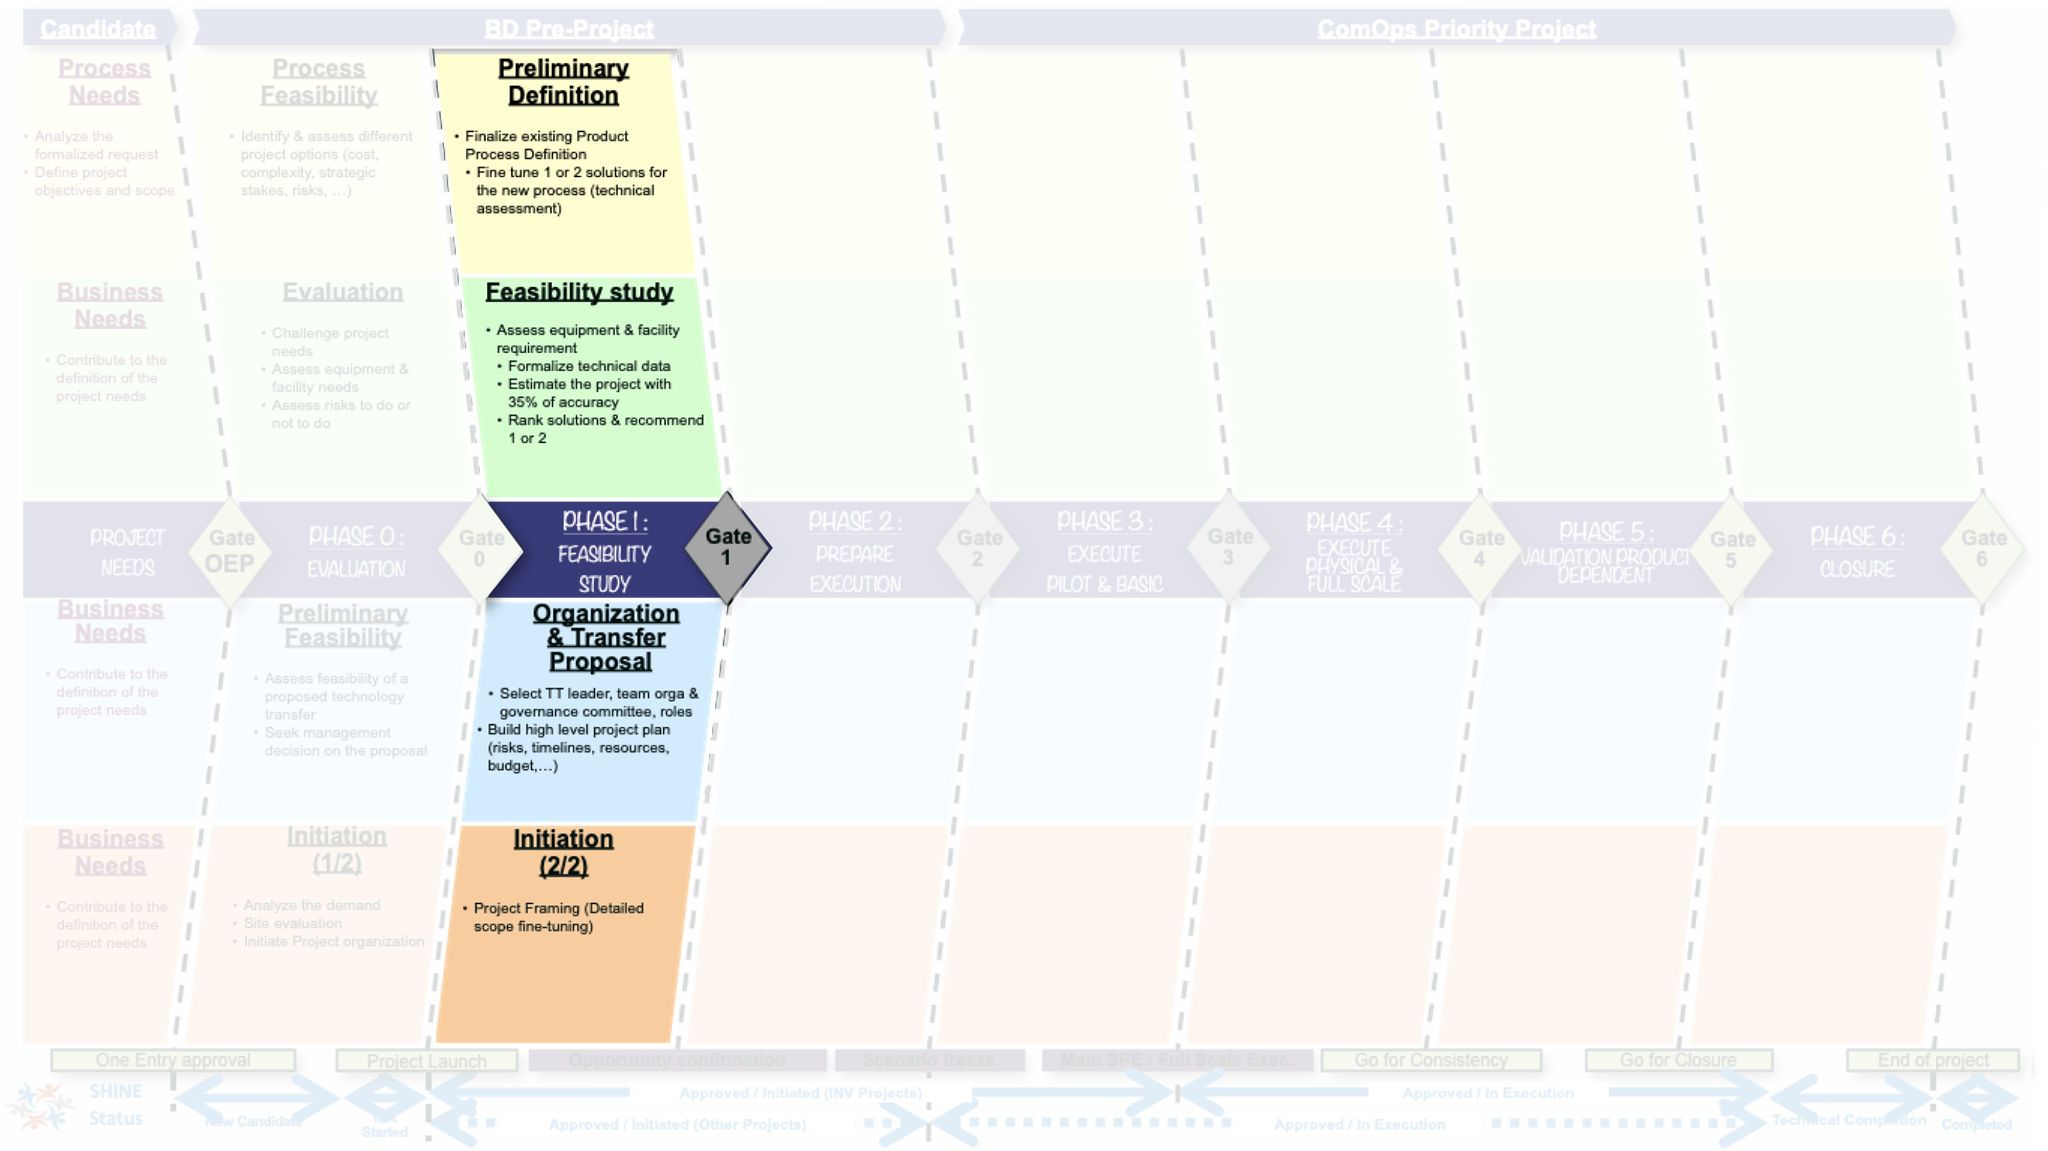 Candidate
BD Pre-Project
ComOps Priority Project
Process
Needs
• Analyze the
formalized request
• Define project
objectives and scope
Process
Feasibility
• Identify & assess different
project options (cost,
complexity, strategic
stakes, risks, …)
Preliminary
Definition
• Finalize existing Product
Process Definition
• Fine tune 1 or 2 solutions for
the new process (technical
assessment)
Business
Needs
• Contribute to the
definition of the
project needs
Evaluation
• Challenge project
needs
• Assess equipment &
facility needs
• Assess risks to do or
not to do
Feasibility study
• Assess equipment & facility
requirement
• Formalize technical data
• Estimate the project with
35% of accuracy
• Rank solutions & recommend
1 or 2
PROJECT
NEEDS
Gate
OEP
PHASE 0 :
EVALUATION
Gate
0
PHASE 1 :
FEASIBILITY
STUDY
Gate
1
PHASE 2 :
PREPARE
EXECUTION
Gate
2
PHASE 3 :
EXECUTE
PILOT & BASIC
Gate
3
PHASE 4 :
EXECUTE
PHYSICAL &
FULL SCALE
Gate
4
PHASE 5 :
VALIDATION PRODUCT
DEPENDENT
Gate
5
PHASE 6 :
CLOSURE
Gate
6
Business
Needs
• Contribute to the
definition of the
project needs
Preliminary
Feasibility
• Assess feasibility of a
proposed technology
transfer
• Seek management
decision on the proposal
Organization
& Transfer
Proposal
• Select TT leader, team orga &
governance committee, roles
• Build high level project plan
(risks, timelines, resources,
budget,…)
Business
Needs
• Contribute to the
definition of the
project needs
Initiation
(1/2)
• Analyze the demand
• Site evaluation
• Initiate Project organization
Initiation
(2/2)
• Project Framing (Detailed
scope fine-tuning)
One Entry approval
Project Launch
Opportunity confirmation
Scenario freeze
Main SPE / Full Scale Exec.
Go for Consistency
Go for Closure
End of project
SHINE
Status
New Candidate
Started
Approved / Initiated (INV Projects)
Approved / Initiated (Other Projects)
Approved / In Execution
Approved / In Execution
Technical Completion
Completed